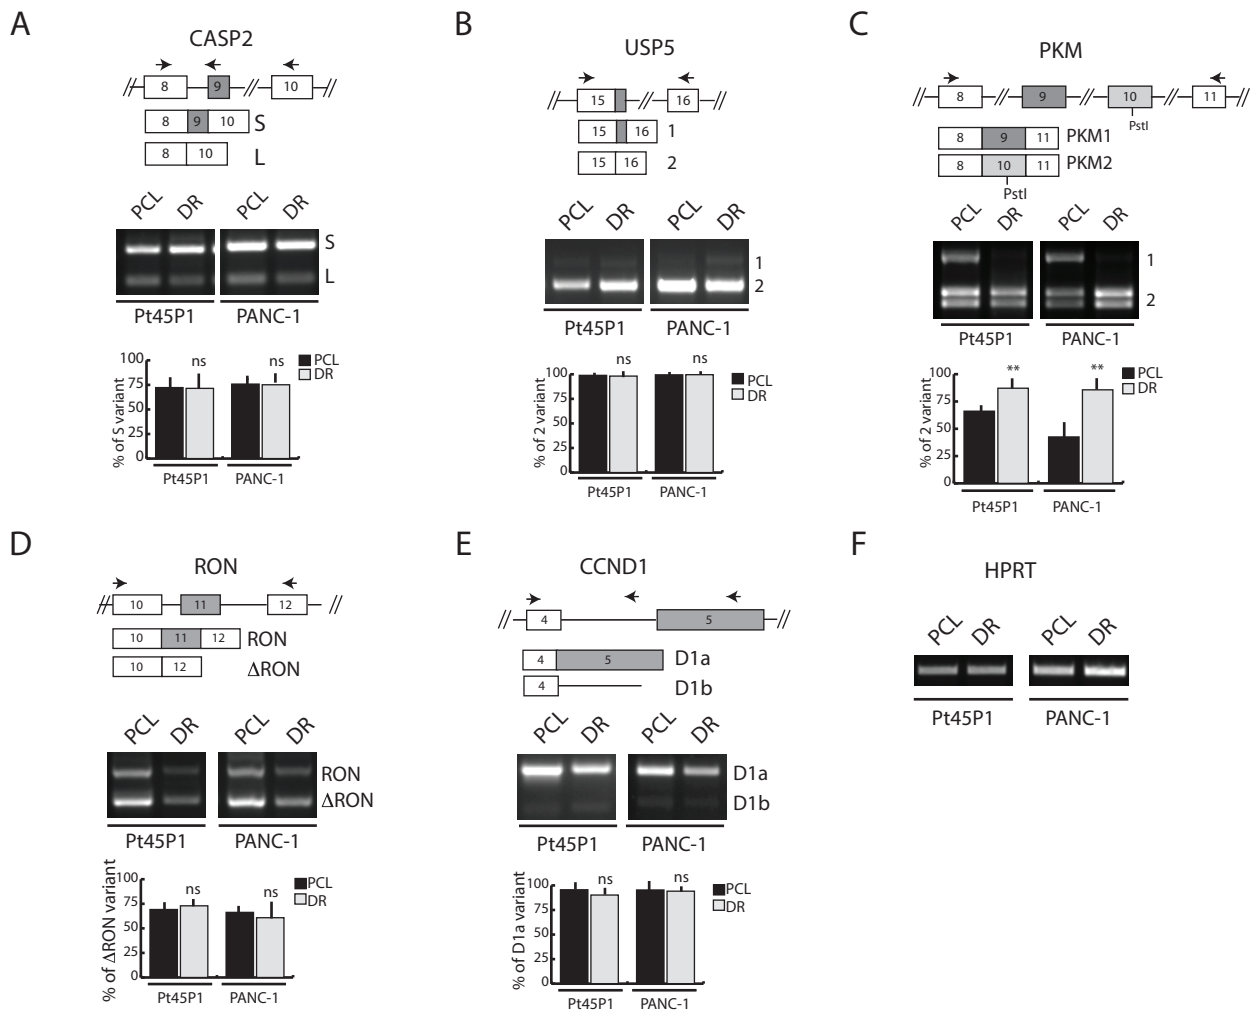 A
CASP2
8
9
10
8
9
10
S
8
10
L
PCL
DR
PCL
DR
S
L
Pt45P1
PANC-1
% of S variant
100
75
50
25
0
ns
ns
PCL
DR
Pt45P1
PANC-1
B
USP5
15
16
15
16
1
15
16
2
PCL
DR
PCL
DR
1
2
Pt45P1
PANC-1
% of 2 variant
100
75
50
25
0
ns
ns
PCL
DR
Pt45P1
PANC-1
C
PKM
8
9
10
11
PstI
8
9
11
PKM1
8
10
11
PKM2
PstI
PCL
DR
PCL
DR
1
2
Pt45P1
PANC-1
% of 2 variant
100
75
50
25
0
**
**
PCL
DR
Pt45P1
PANC-1
D
RON
10
11
12
10
11
12
RON
10
12
ΔRON
PCL
DR
PCL
DR
RON
ΔRON
Pt45P1
PANC-1
% of ΔRON variant
100
75
50
25
0
ns
ns
PCL
DR
Pt45P1
PANC-1
E
CCND1
4
5
4
5
D1a
4
D1b
PCL
DR
PCL
DR
D1a
D1b
Pt45P1
PANC-1
% of D1a variant
100
75
50
25
0
ns
ns
PCL
DR
Pt45P1
PANC-1
F
HPRT
PCL
DR
PCL
DR
Pt45P1
PANC-1